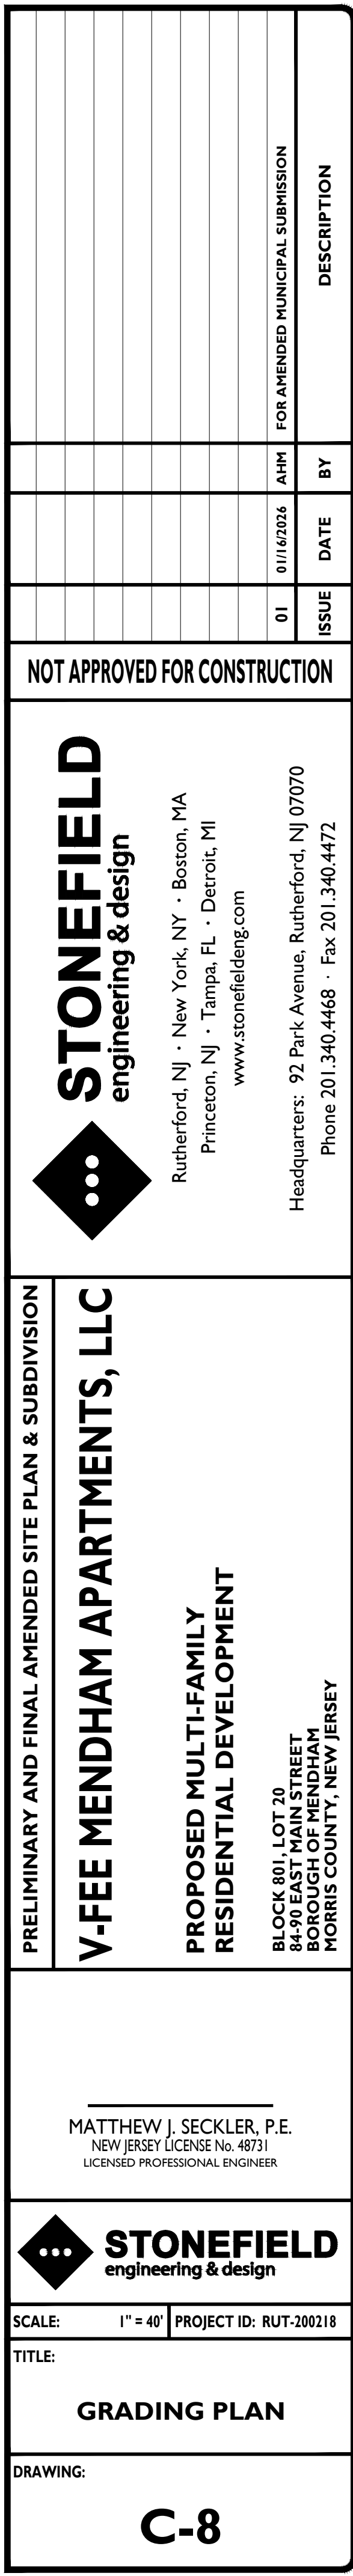 FOR AMENDED MUNICIPAL SUBMISSION
DESCRIPTION
AHM
BY
01/16/2026
DATE
01
ISSUE
NOT APPROVED FOR CONSTRUCTION
STONEFIELD
engineering & design
Rutherford, NJ · New York, NY · Boston, MA
Princeton, NJ · Tampa, FL · Detroit, MI
www.stonefieldeng.com
Headquarters: 92 Park Avenue, Rutherford, NJ 07070
Phone 201.340.4468 · Fax 201.340.4472
PRELIMINARY AND FINAL AMENDED SITE PLAN & SUBDIVISION
V-FEE MENDHAM APARTMENTS, LLC
PROPOSED MULTI-FAMILY
RESIDENTIAL DEVELOPMENT
BLOCK 801, LOT 20
84-90 EAST MAIN STREET
BOROUGH OF MENDHAM
MORRIS COUNTY, NEW JERSEY
MATTHEW J. SECKLER, P.E.
NEW JERSEY LICENSE No. 48731
LICENSED PROFESSIONAL ENGINEER
STONEFIELD
engineering & design
SCALE: 1" = 40' PROJECT ID: RUT-200218
TITLE:
GRADING PLAN
DRAWING:
C-8